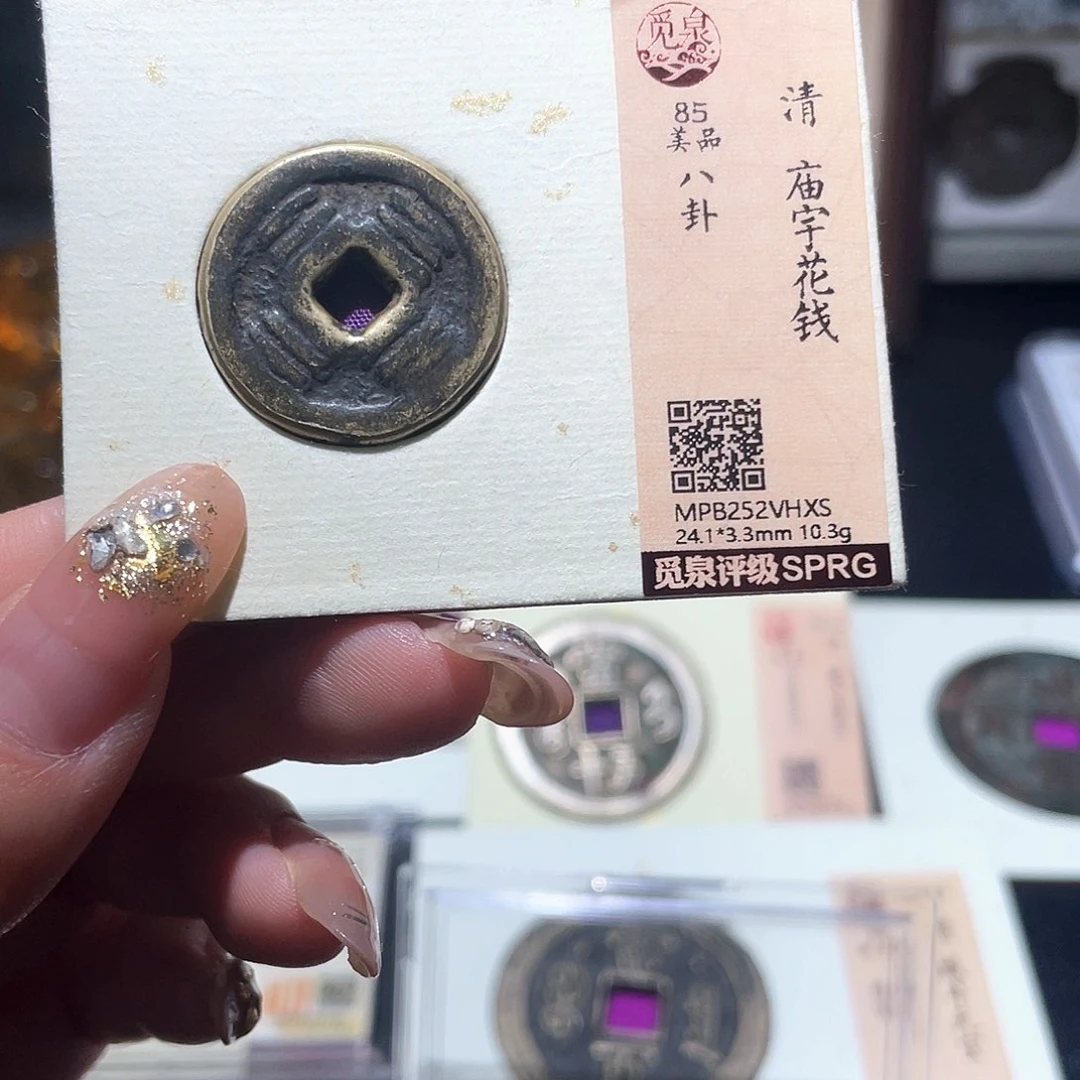 觅泉
清 庙宇花钱
85
美品
八卦
MPB252VHXS
24.1*3.3mm 10.3g
觅泉评级SPRG